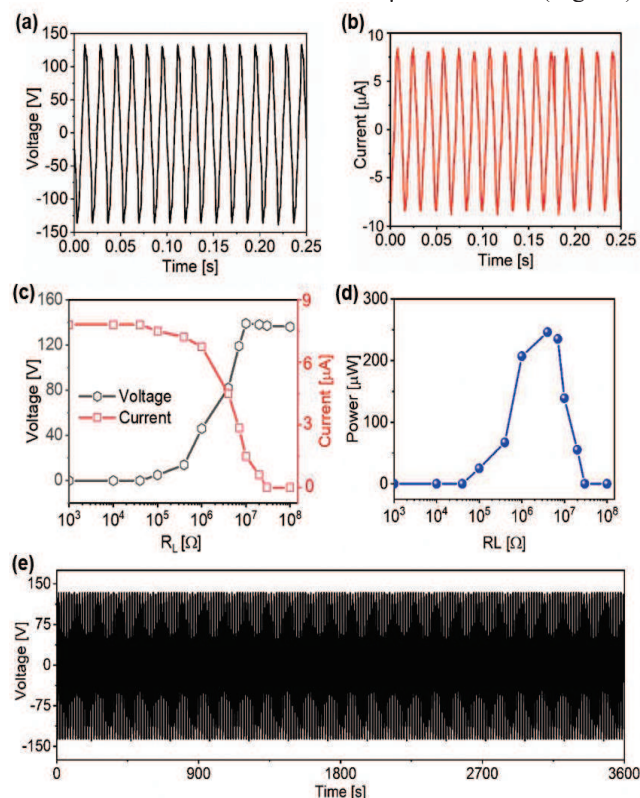 (a)
150
100
50
0
-50
-100
-150
Voltage [V]
0.00 0.05 0.10 0.15 0.20 0.25
Time [s]
(b)
10
5
0
-5
-10
Current [μA]
0.00 0.05 0.10 0.15 0.20 0.25
Time [s]
(c)
160
120
80
40
0
Voltage [V]
Voltage
Current
9
6
3
0
Current [μA]
10³ 10⁴ 10⁵ 10⁶ 10⁷ 10⁸
R_L [Ω]
(d)
300
200
100
0
Power [μW]
10³ 10⁴ 10⁵ 10⁶ 10⁷ 10⁸
RL [Ω]
(e)
150
75
0
-75
-150
Voltage [V]
0 900 1800 2700 3600
Time [s]